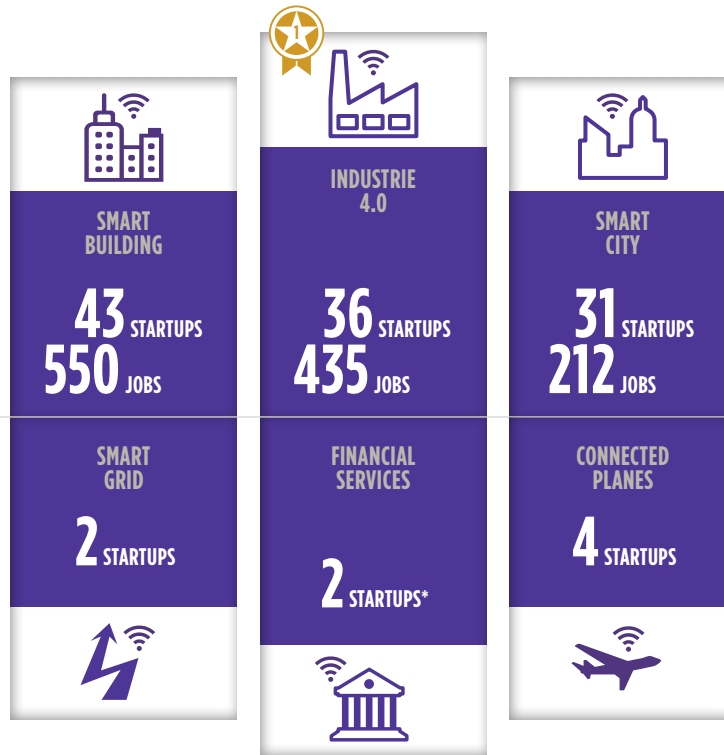 1
SMART
BUILDING
43 STARTUPS
550 JOBS
INDUSTRIE
4.0
36 STARTUPS
435 JOBS
SMART
CITY
31 STARTUPS
212 JOBS
SMART
GRID
2 STARTUPS
FINANCIAL
SERVICES
2 STARTUPS*
CONNECTED
PLANES
4 STARTUPS